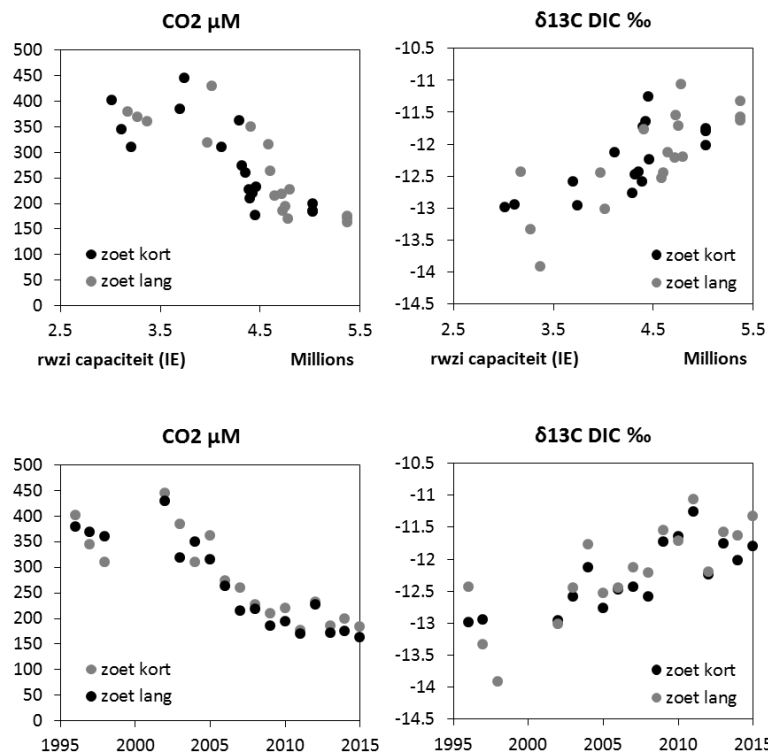 CO2 µM
500
450
400
350
300
250
200
150
100
50
0
zoet kort
zoet lang
2.5 3.5 4.5 5.5
rwzi capaciteit (IE) Millions
δ13C DIC ‰
-10.5
-11
-11.5
-12
-12.5
-13
-13.5
-14
-14.5
zoet kort
zoet lang
2.5 3.5 4.5 5.5
rwzi capaciteit (IE) Millions
CO2 µM
500
450
400
350
300
250
200
150
100
50
0
zoet kort
zoet lang
1995 2000 2005 2010 2015
δ13C DIC ‰
-10.5
-11
-11.5
-12
-12.5
-13
-13.5
-14
-14.5
zoet kort
zoet lang
1995 2000 2005 2010 2015